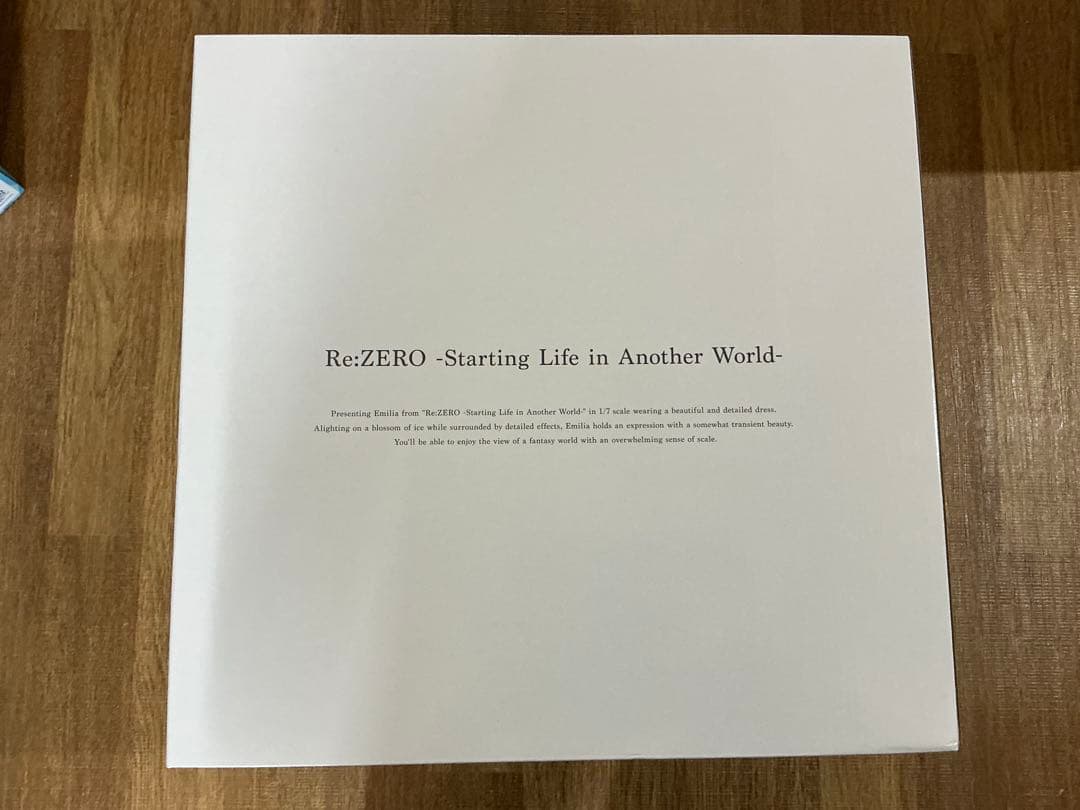 Re:ZERO -Starting Life in Another World-
Presenting Emilia from "Re:ZERO -Starting Life in Another World-" in 1/7 scale wearing a beautiful and detailed dress.
Alighting on a blossom of ice while surrounded by detailed effects, Emilia holds an expression with a somewhat transient beauty.
You'll be able to enjoy the view of a fantasy world with an overwhelming sense of scale.